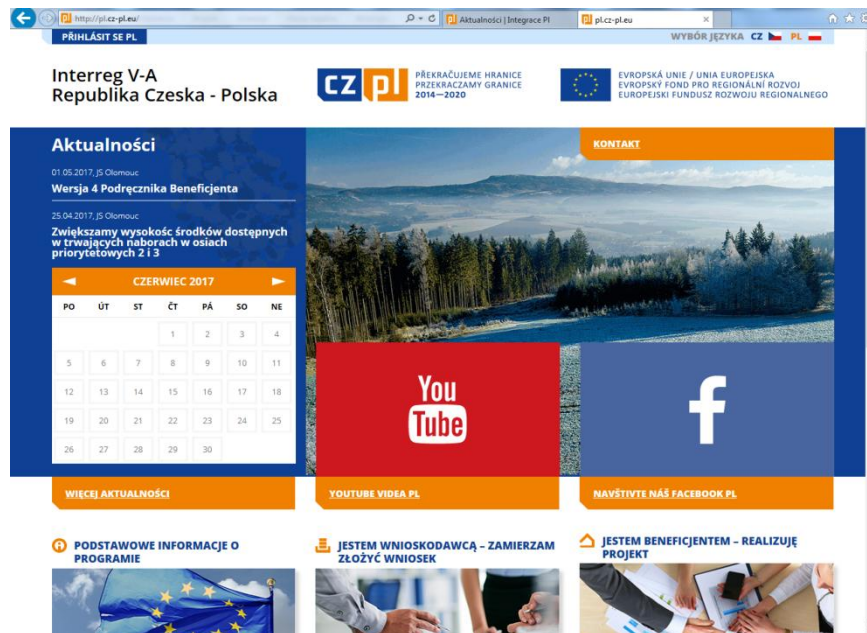 http://pl.cz-pl.eu/
Aktualności | Integrace Pl
pl.cz-pl.eu
PŘIHLÁSIT SE PL
WYBÓR JĘZYKA CZ PL
Interreg V-A
Republika Czeska - Polska
CZ pl
PŘEKRAČUJEME HRANICE
PRZEKRACZAMY GRANICE
2014—2020
EVROPSKÁ UNIE / UNIA EUROPEJSKA
EVROPSKÝ FOND PRO REGIONÁLNÍ ROZVOJ
EUROPEJSKI FUNDUSZ ROZWOJU REGIONALNEGO
Aktualności
KONTAKT
01.05.2017, JS Olomouc
Wersja 4 Podręcznika Beneficjenta
25.04.2017, JS Olomouc
Zwiększamy wysokośc środków dostępnych
w trwających naborach w osiach
priorytetowych 2 i 3
CZERWIEC 2017
PO ÚT ST ČT PÁ SO NE
1 2 3 4
5 6 7 8 9 10 11
12 13 14 15 16 17 18
19 20 21 22 23 24 25
26 27 28 29 30
You
Tube
f
WIĘCEJ AKTUALNOŚCI
YOUTUBE VIDEA PL
NAVŠTIVTE NÁŠ FACEBOOK PL
PODSTAWOWE INFORMACJE O
PROGRAMIE
JESTEM WNIOSKODAWCĄ – ZAMIERZAM
ZŁOŻYĆ WNIOSEK
JESTEM BENEFICJENTEM – REALIZUJĘ
PROJEKT